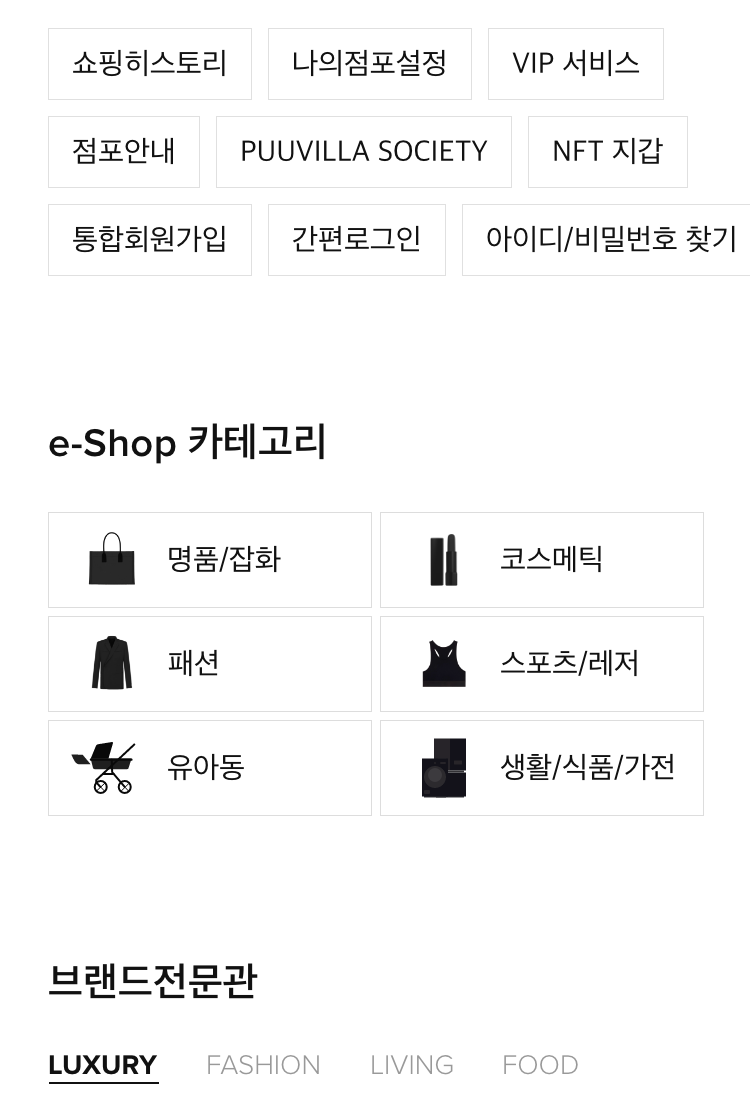 쇼핑히스토리 나의점포설정 VIP 서비스
점포안내 PUUVILLA SOCIETY NFT 지갑
통합회원가입 간편로그인 아이디/비밀번호 찾기
e-Shop 카테고리
명품/잡화 코스메틱
패션 스포츠/레저
유아동 생활/식품/가전
브랜드전문관
LUXURY FASHION LIVING FOOD